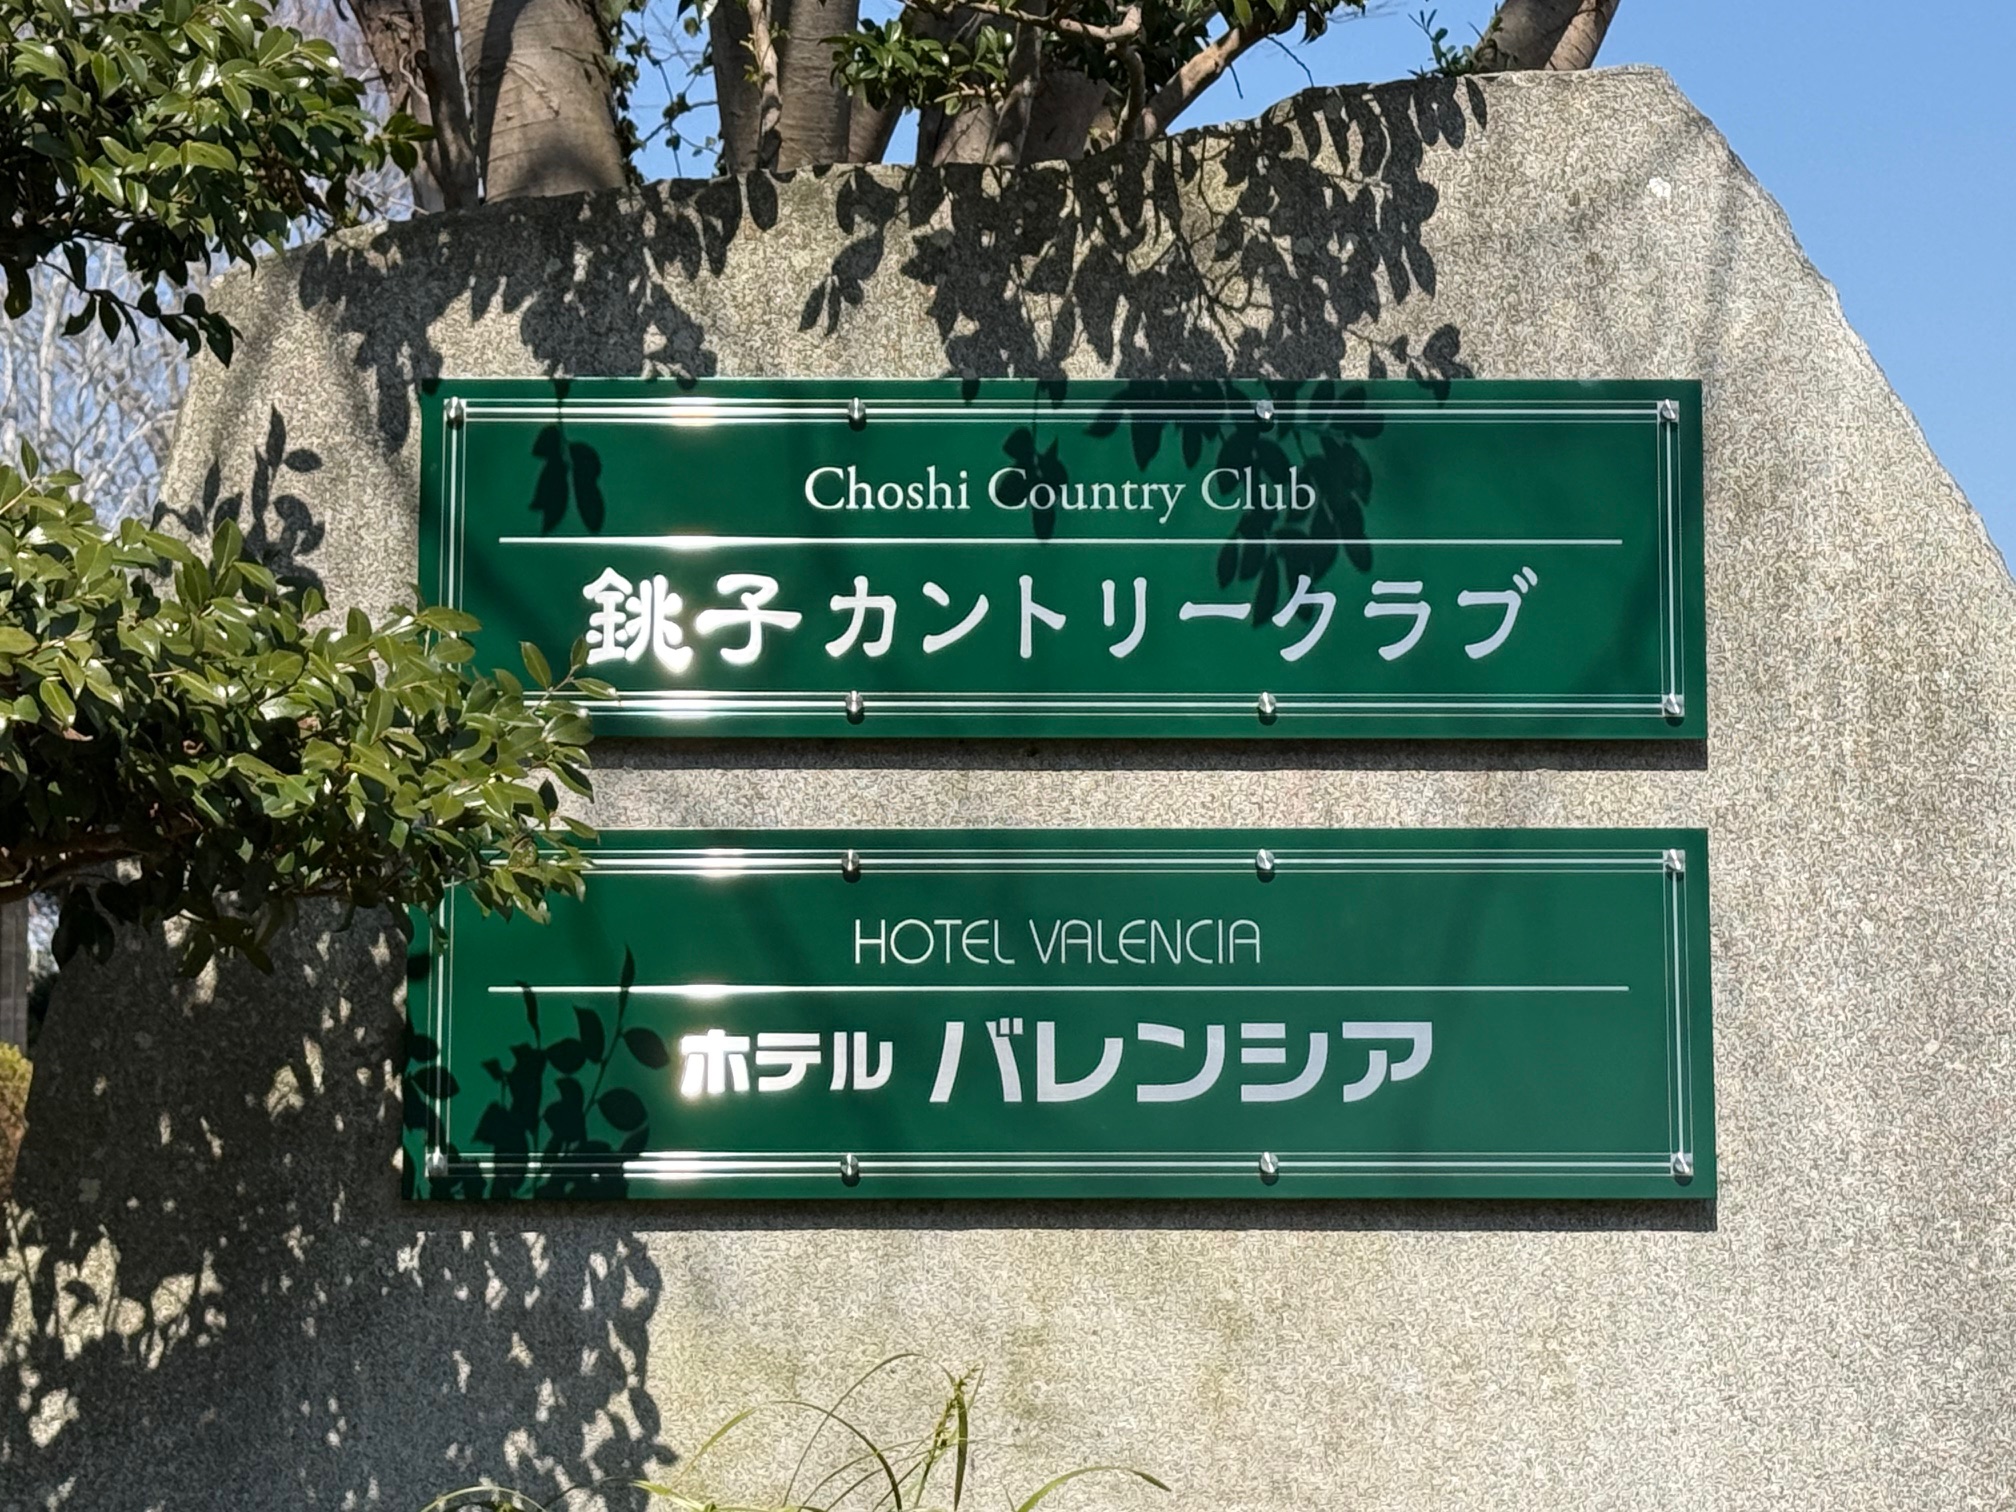 Choshi Country Club
銚子カントリークラブ
HOTEL VALENCIA
ホテル バレンシア